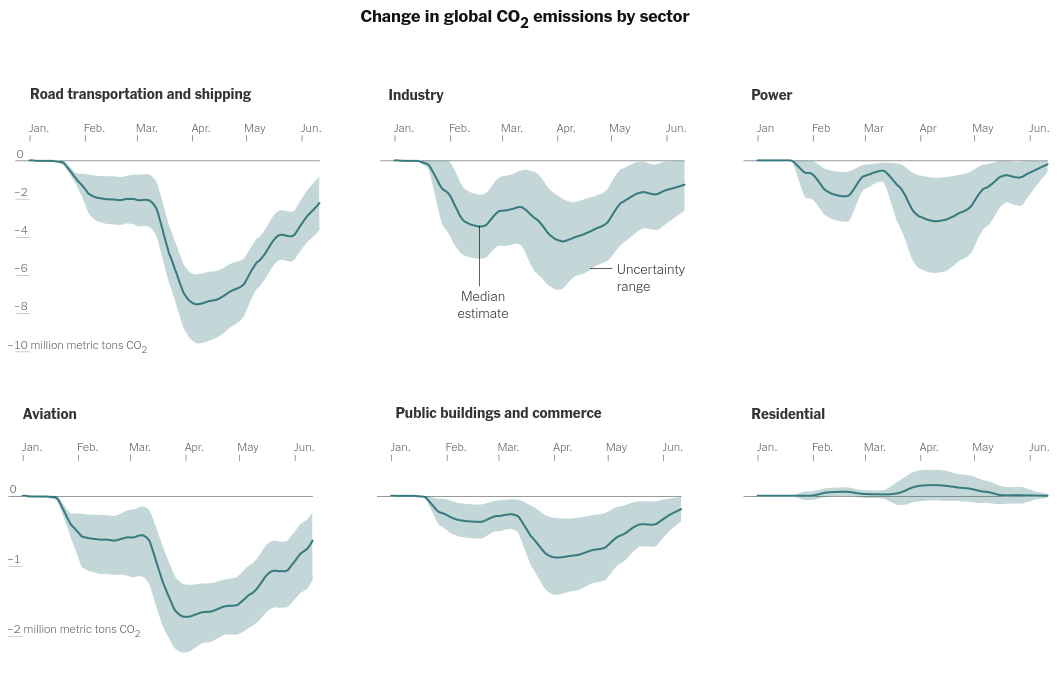 Change in global CO2 emissions by sector
Road transportation and shipping
Industry
Power
Jan. Feb. Mar. Apr. May Jun.
Jan. Feb. Mar. Apr. May Jun.
Jan Feb Mar Apr May Jun.
0
−2
−4
−6
−8
−10 million metric tons CO2
Median
estimate
Uncertainty
range
Aviation
Public buildings and commerce
Residential
Jan. Feb. Mar. Apr. May Jun.
Jan. Feb. Mar. Apr. May Jun.
Jan Feb Mar Apr May Jun.
0
−1
−2 million metric tons CO2